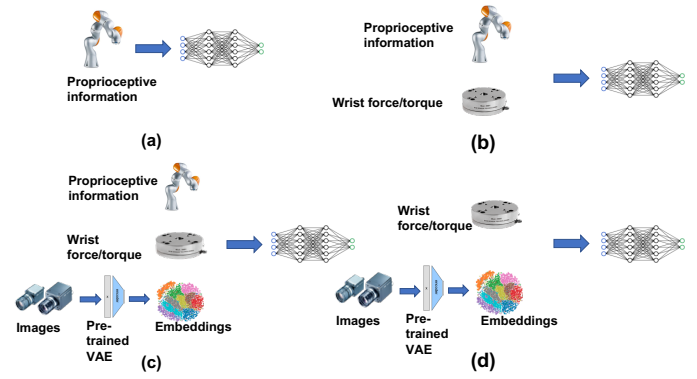 Proprioceptive
information
(a)
Proprioceptive
information
Wrist force/torque
(b)
Proprioceptive
information
Wrist
force/torque
Images
Pre-
trained
VAE
Embeddings
(c)
Wrist
force/torque
Images
Pre-
trained
VAE
Embeddings
(d)